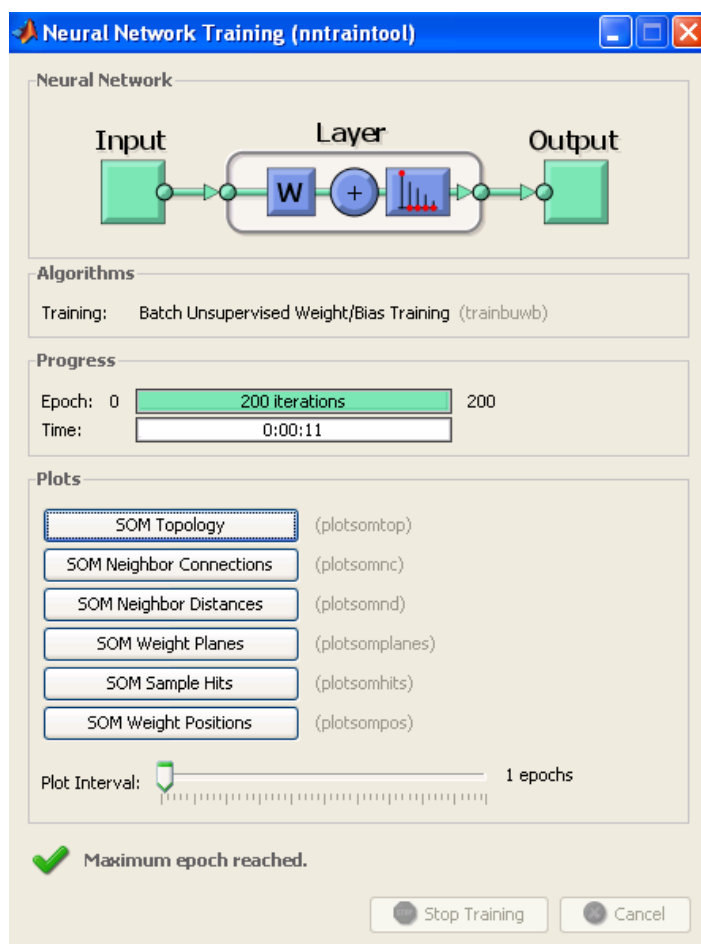 Neural Network Training (nntraintool)
Neural Network
Input Layer Output
W +
Algorithms
Training: Batch Unsupervised Weight/Bias Training (trainbuwb)
Progress
Epoch: 0 200 iterations 200
Time: 0:00:11
Plots
SOM Topology (plotsomtop)
SOM Neighbor Connections (plotsomnc)
SOM Neighbor Distances (plotsomnd)
SOM Weight Planes (plotsomplanes)
SOM Sample Hits (plotsomhits)
SOM Weight Positions (plotsompos)
Plot Interval: 1 epochs
Maximum epoch reached.
Stop Training Cancel